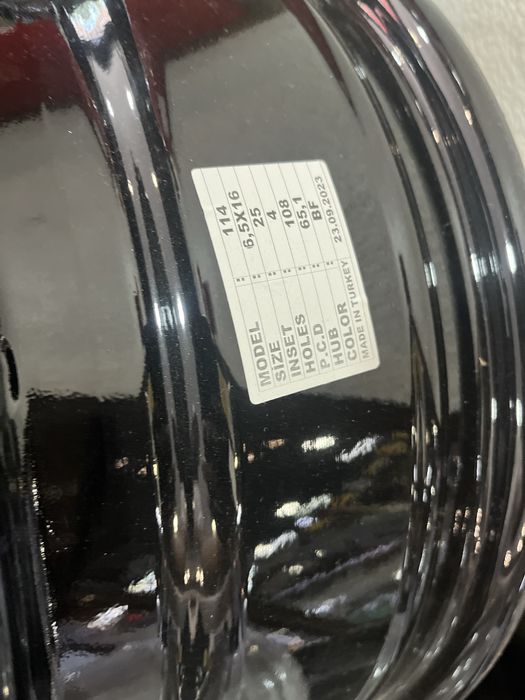 MODEL : 114
SIZE : 6,5X16
INSET : 25
HOLES : 4
P.C.D : 108
HUB : 65,1
COLOR : BF
MADE IN TURKEY 23.09.2023